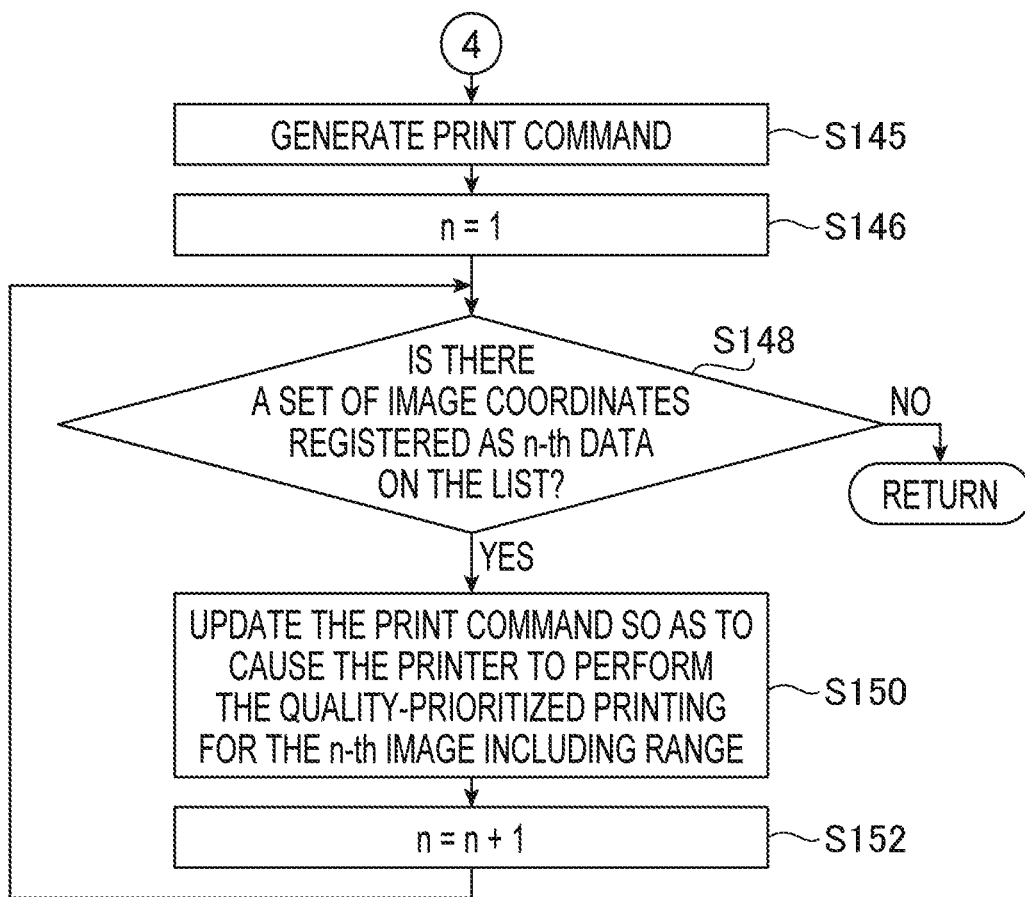 4
GENERATE PRINT COMMAND
S145
n = 1
S146
S148
IS THERE
A SET OF IMAGE COORDINATES
REGISTERED AS n-th DATA
ON THE LIST?
NO
RETURN
YES
UPDATE THE PRINT COMMAND SO AS TO
CAUSE THE PRINTER TO PERFORM
THE QUALITY-PRIORITIZED PRINTING
FOR THE n-th IMAGE INCLUDING RANGE
S150
n = n + 1
S152